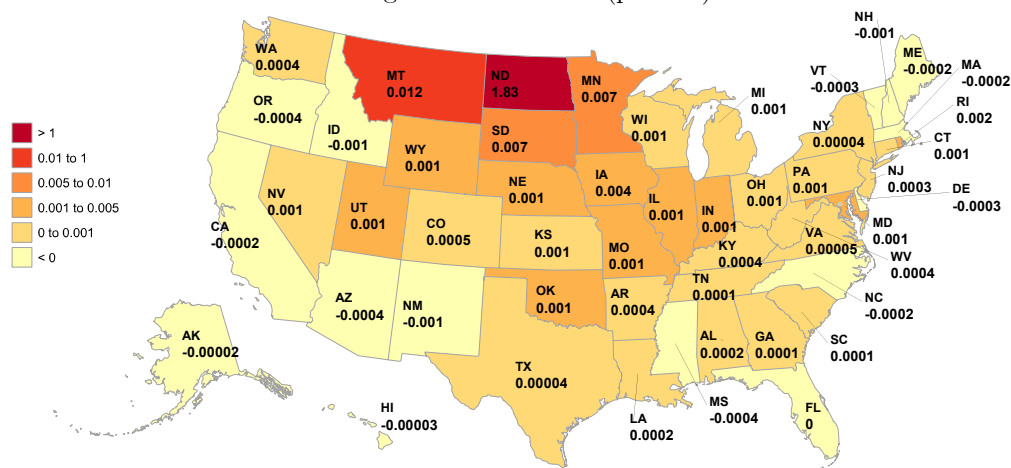 NH
-0.001
WA
0.0004
ME
-0.0002
MA
-0.0002
VT
-0.0003
MT
0.012
ND
1.83
MN
0.007
MI
0.001
RI
0.002
OR
-0.0004
ID
-0.001
SD
0.007
WI
0.001
NY
0.00004
CT
0.001
> 1
0.01 to 1
0.005 to 0.01
0.001 to 0.005
0 to 0.001
< 0
WY
0.001
NE
0.001
IA
0.004
OH
0.001
PA
0.001
NJ
0.0003
DE
-0.0003
NV
0.001
UT
0.001
CO
0.0005
KS
0.001
IL
0.001
IN
0.001
MO
0.001
KY
0.0004
VA
0.00005
MD
0.001
WV
0.0004
CA
-0.0002
AZ
-0.0004
NM
-0.001
OK
0.001
AR
0.0004
TN
0.0001
NC
-0.0002
SC
0.0001
AK
-0.00002
TX
0.00004
AL
0.0002
GA
0.0001
HI
-0.00003
LA
0.0002
MS
-0.0004
FL
0